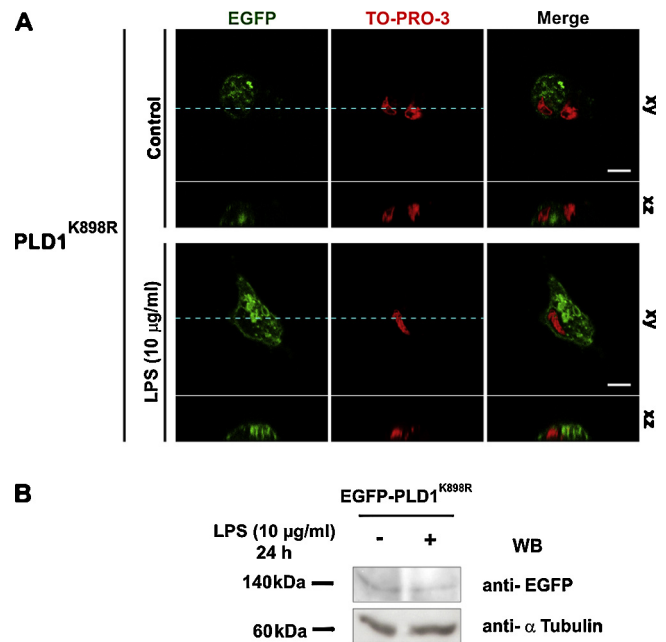 A
EGFP
TO-PRO-3
Merge
Control
xy
xz
PLD1K898R
LPS (10 µg/ml)
xy
xz
B
EGFP-PLD1K898R
LPS (10 µg/ml)
24 h
- +
WB
140kDa
anti- EGFP
60kDa
anti- α Tubulin